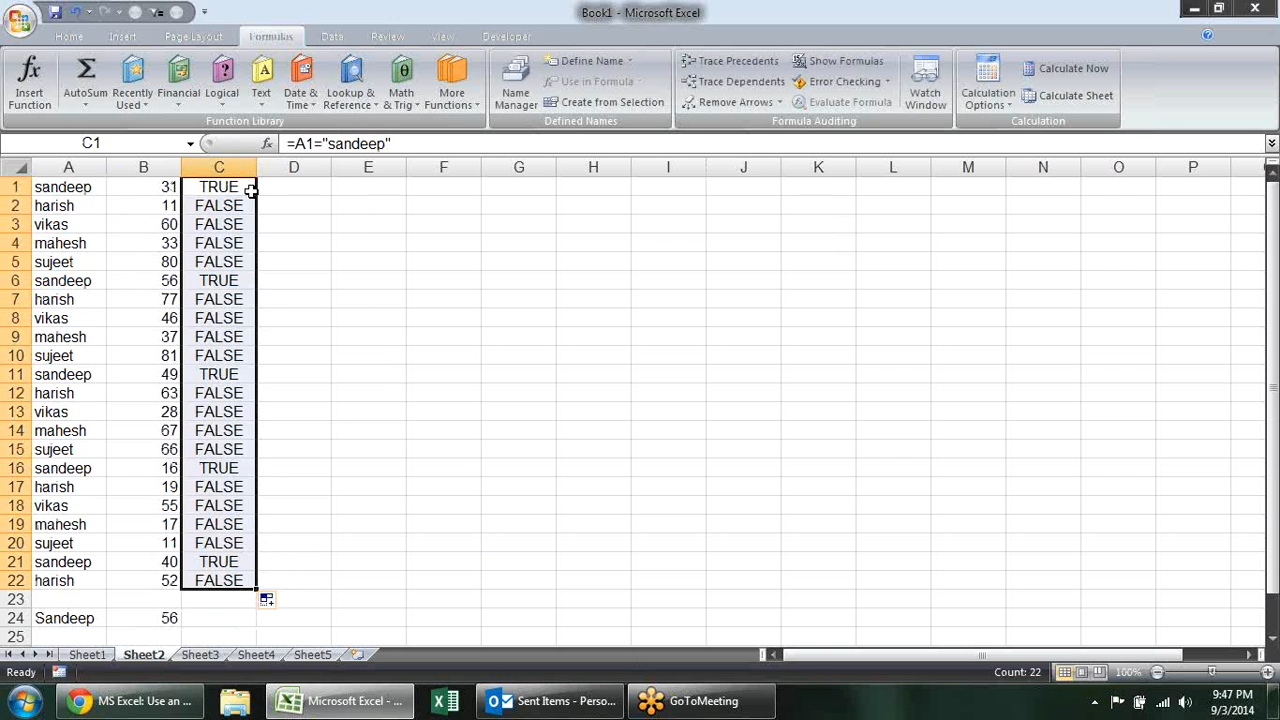 Book1 - Microsoft Excel
Home Insert Page Layout Formulas Data Review View Developer
Insert Function
AutoSum
Recently Used
Financial
Logical
Text
Date & Time
Lookup & Reference
Math & Trig
More Functions
Function Library
Name Manager
Define Name
Use in Formula
Create from Selection
Defined Names
Trace Precedents
Trace Dependents
Remove Arrows
Show Formulas
Error Checking
Evaluate Formula
Formula Auditing
Watch Window
Calculation Options
Calculate Now
Calculate Sheet
Calculation
C1 fx =A1="sandeep"
A B C D E F G H I J K L M N O P
1 sandeep 31 TRUE
2 harish 11 FALSE
3 vikas 60 FALSE
4 mahesh 33 FALSE
5 sujeet 80 FALSE
6 sandeep 56 TRUE
7 harish 77 FALSE
8 vikas 46 FALSE
9 mahesh 37 FALSE
10 sujeet 81 FALSE
11 sandeep 49 TRUE
12 harish 63 FALSE
13 vikas 28 FALSE
14 mahesh 67 FALSE
15 sujeet 66 FALSE
16 sandeep 16 TRUE
17 harish 19 FALSE
18 vikas 55 FALSE
19 mahesh 17 FALSE
20 sujeet 11 FALSE
21 sandeep 40 TRUE
22 harish 52 FALSE
23
24 Sandeep 56
25
Sheet1 Sheet2 Sheet3 Sheet4 Sheet5
Ready Count: 22 100%
MS Excel: Use an ... Microsoft Excel - ... Sent Items - Perso... GoToMeeting 9:47 PM
9/3/2014